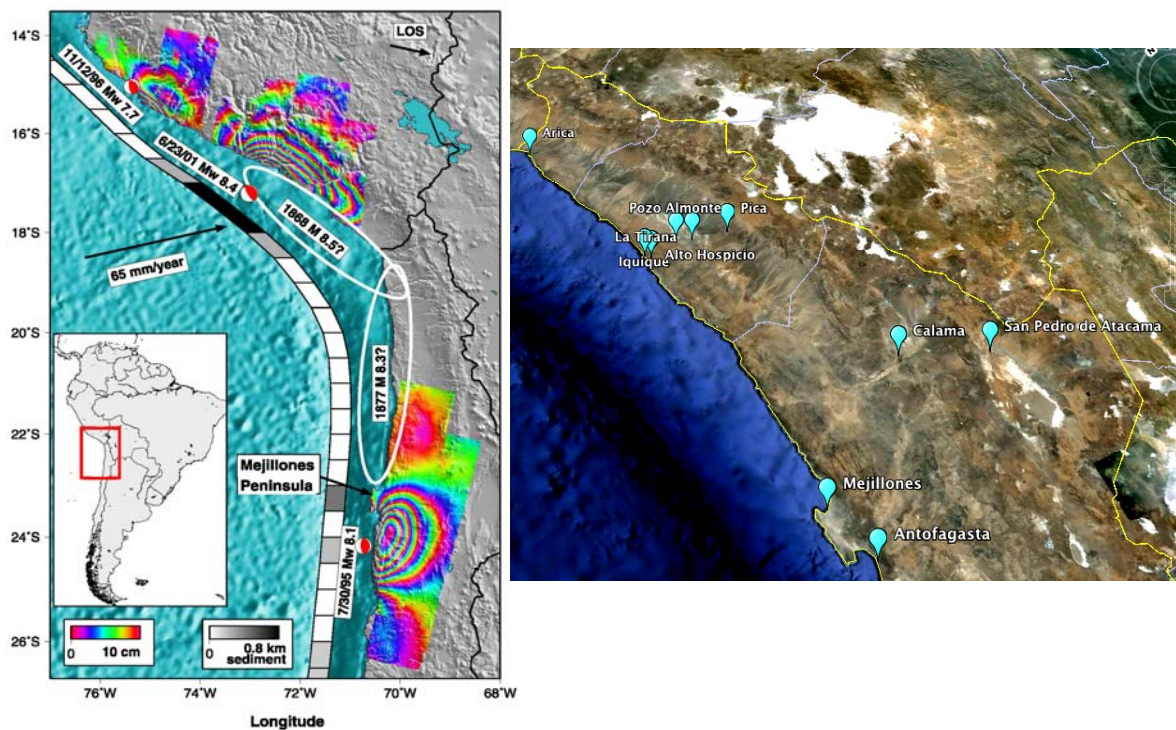 14˚S
16˚S
18˚S
20˚S
22˚S
24˚S
26˚S
LOS
11/12/96 Mw 7.7
6/23/01 Mw 8.4
1868 M 8.5?
65 mm/year
1877 M 8.3?
Mejillones
Peninsula
7/30/95 Mw 8.1
0 10 cm
0 0.8 km
sediment
76˚W 74˚W 72˚W 70˚W 68˚W
Longitude
N
Arica
Pozo Almonte
Pica
La Tirana
Alto Hospicio
Iquique
Calama
San Pedro de Atacama
Mejillones
Antofagasta